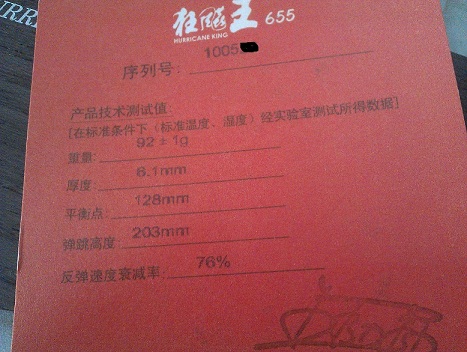 狂飚王 655
HURRICANE KING
序列号: 1005
产品技术测试值:
[在标准条件下（标准温度、湿度）经实验室测试所得数据]
重量: 92±1g
厚度: 6.1mm
平衡点: 128mm
弹跳高度: 203mm
反弹速度衰减率: 76%